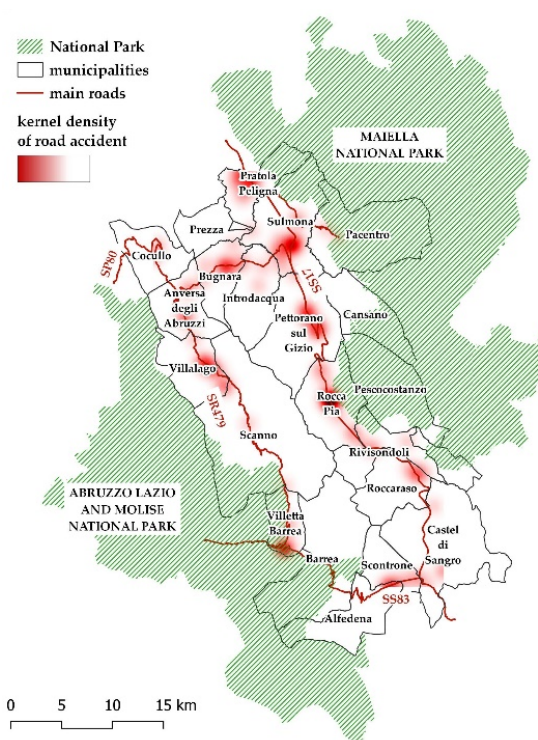 National Park
municipalities
main roads
kernel density
of road accident
MAIELLA
NATIONAL PARK
Pratola
Peligna
Sulmona
Pacentro
Prezza
Cocullo
SP80
Bugnara
SS17
Introdacqua
Anversa
degli
Abruzzi
Cansano
Pettorano
sul
Gizio
Villalago
Pescocostanzo
SR479
Rocca
Pia
Scanno
Rivisondoli
Roccaraso
ABRUZZO LAZIO
AND MOLISE
NATIONAL PARK
Villetta
Barrea
Castel
di
Sangro
Barrea
Scontrone
SS83
Alfedena
0 5 10 15 km